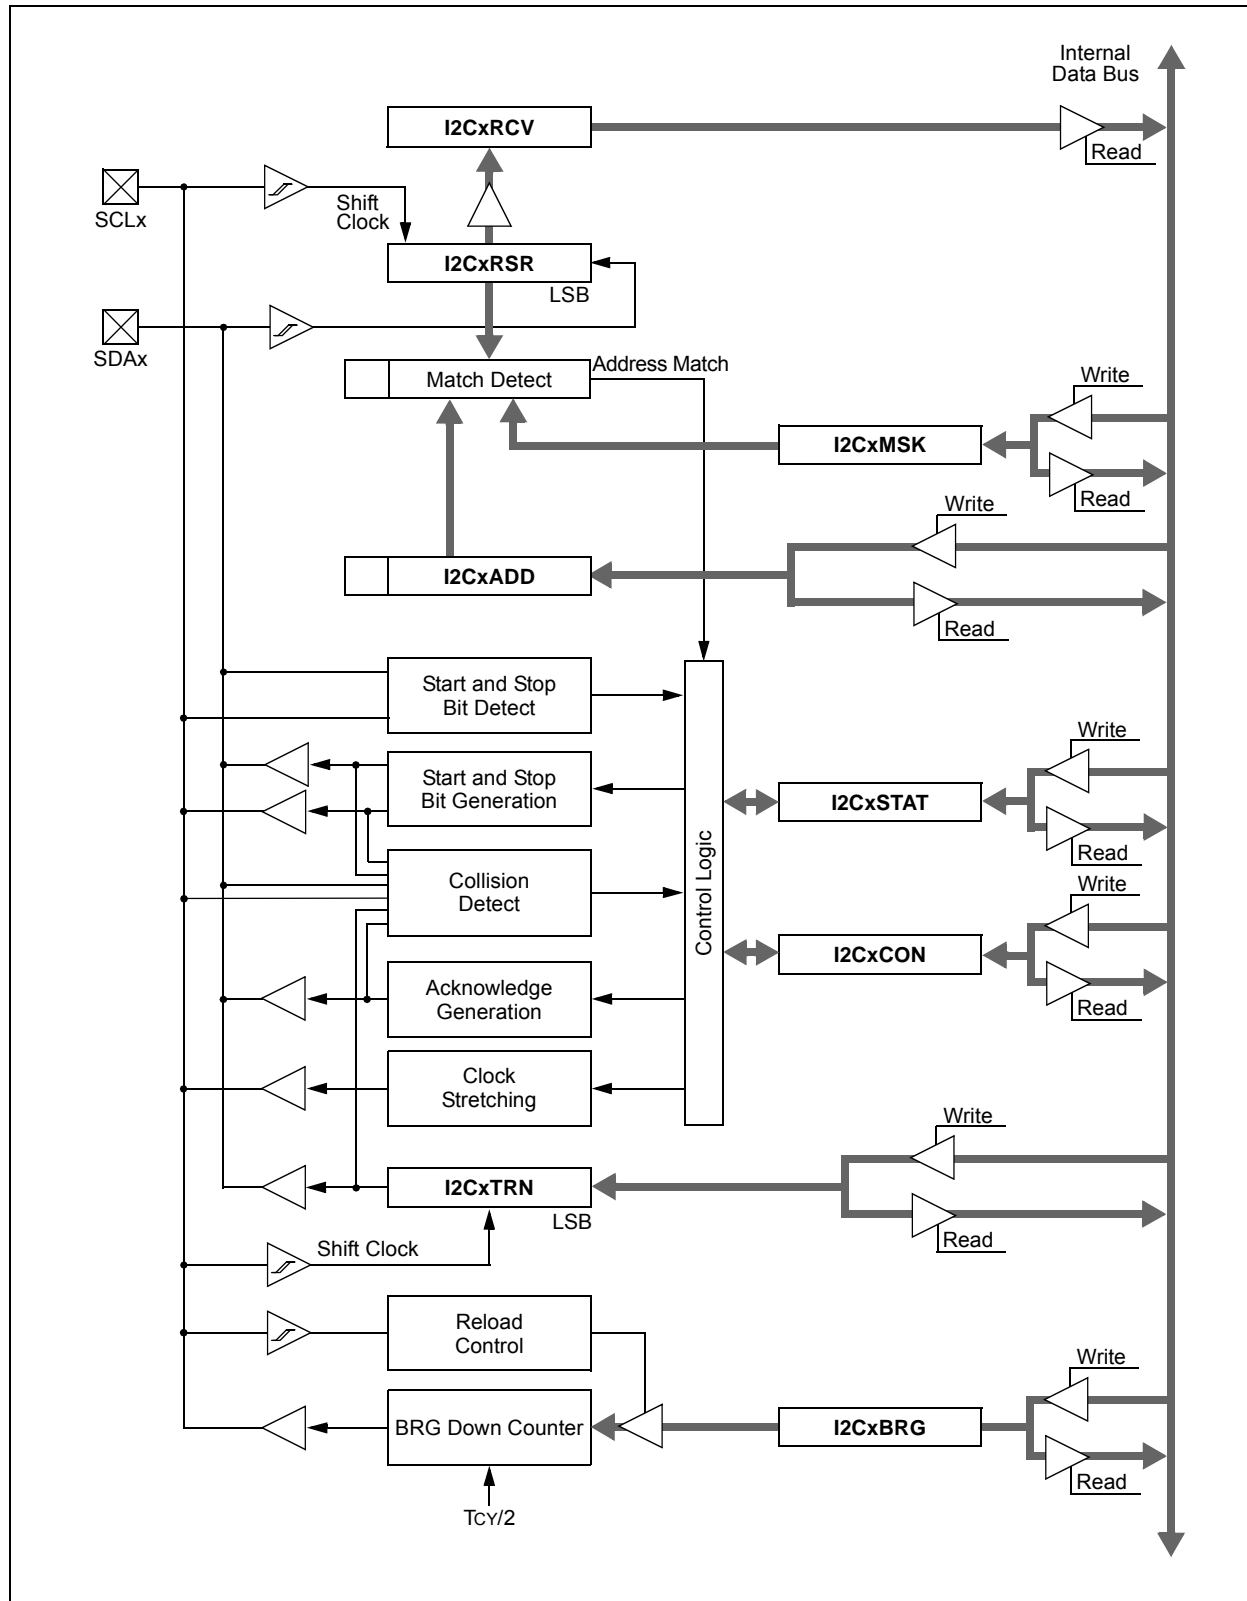 Internal
Data Bus
I2CxRCV
Read
SCLx
Shift
Clock
I2CxRSR
LSB
SDAx
Address Match
Match Detect
Write
I2CxMSK
Read
Write
I2CxADD
Read
Start and Stop
Bit Detect
Write
Start and Stop
Bit Generation
I2CxSTAT
Read
Control Logic
Collision
Detect
Write
I2CxCON
Acknowledge
Generation
Read
Clock
Stretching
Write
I2CxTRN
LSB
Read
Shift Clock
Reload
Control
Write
BRG Down Counter
I2CxBRG
Read
TCY/2